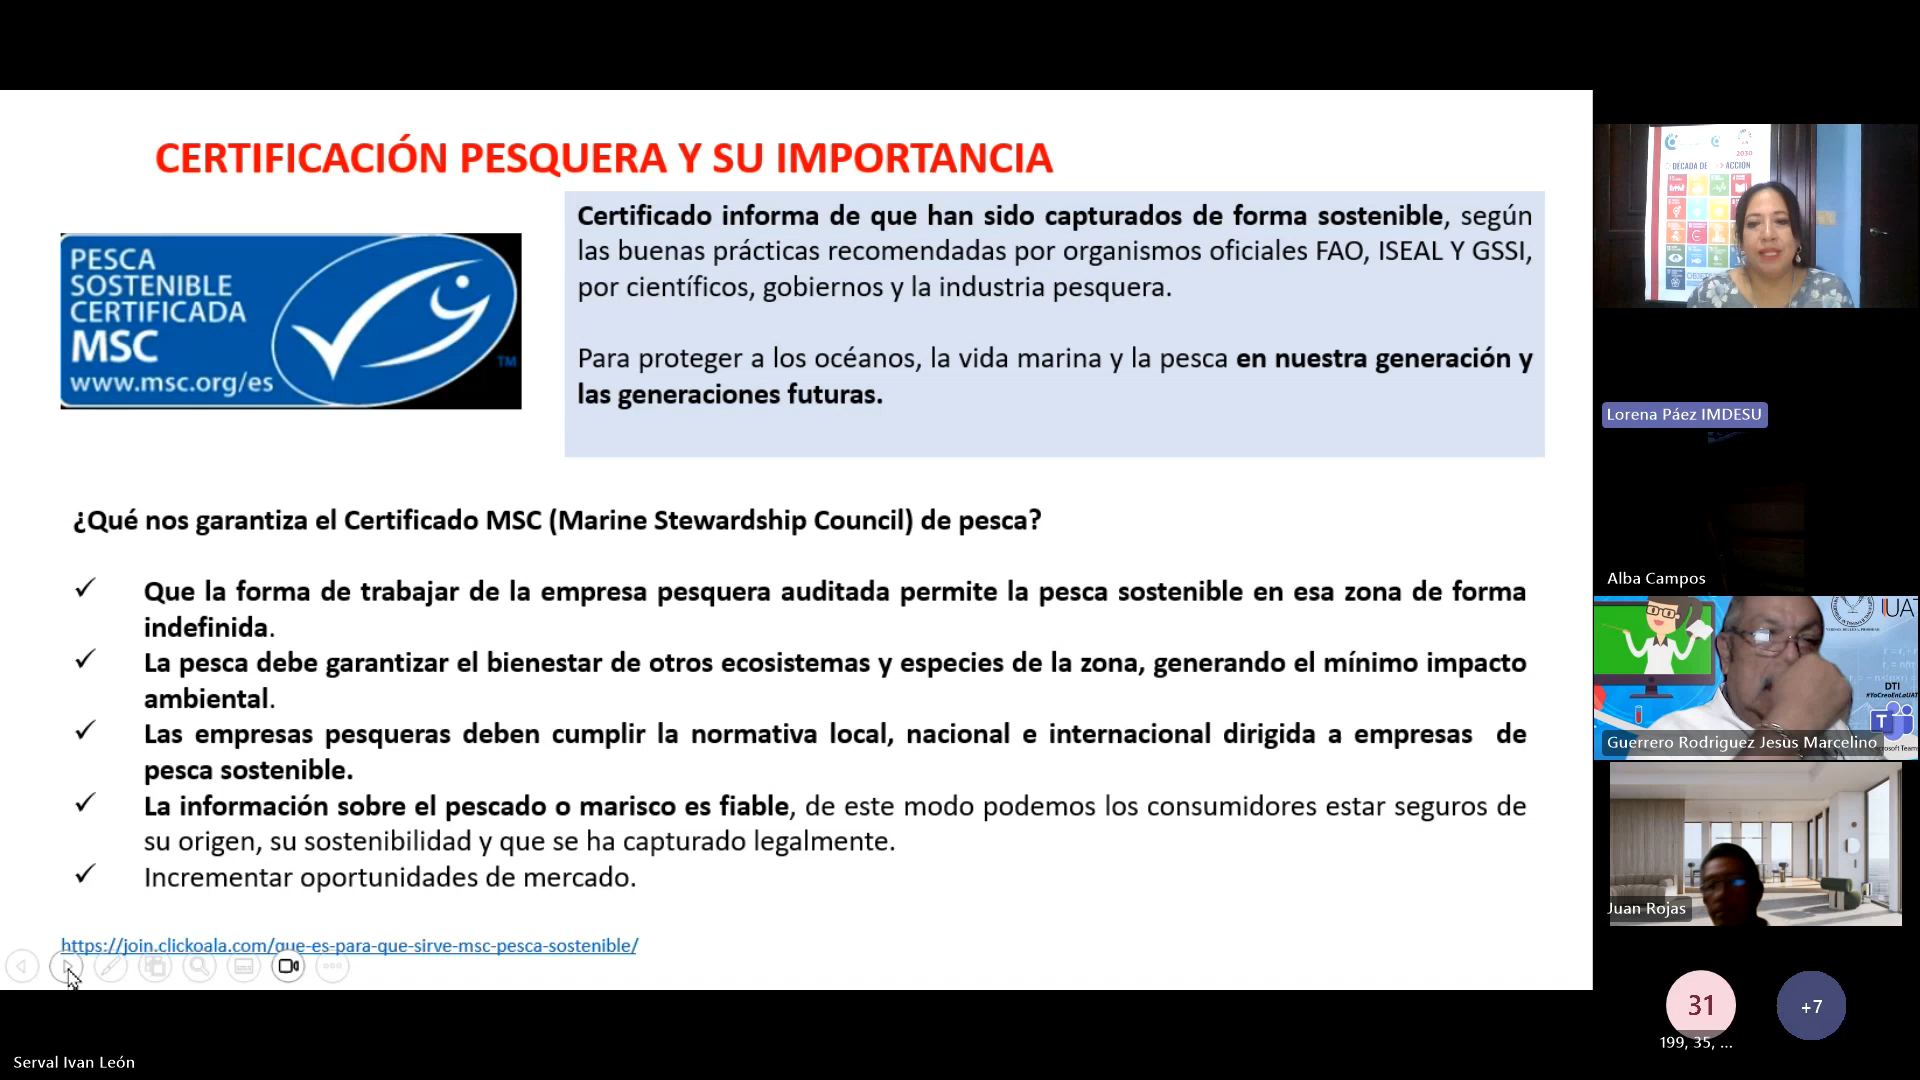 CERTIFICACIÓN PESQUERA Y SU IMPORTANCIA
PESCA
SOSTENIBLE
CERTIFICADA
MSC
www.msc.org/es
TM
Certificado informa de que han sido capturados de forma sostenible, según
las buenas prácticas recomendadas por organismos oficiales FAO, ISEAL Y GSSI,
por científicos, gobiernos y la industria pesquera.
Para proteger a los océanos, la vida marina y la pesca en nuestra generación y
las generaciones futuras.
¿Qué nos garantiza el Certificado MSC (Marine Stewardship Council) de pesca?
✓ Que la forma de trabajar de la empresa pesquera auditada permite la pesca sostenible en esa zona de forma
indefinida.
✓ La pesca debe garantizar el bienestar de otros ecosistemas y especies de la zona, generando el mínimo impacto
ambiental.
✓ Las empresas pesqueras deben cumplir la normativa local, nacional e internacional dirigida a empresas de
pesca sostenible.
✓ La información sobre el pescado o marisco es fiable, de este modo podemos los consumidores estar seguros de
su origen, su sostenibilidad y que se ha capturado legalmente.
✓ Incrementar oportunidades de mercado.
https://join.clickoala.com/que-es-para-que-sirve-msc-pesca-sostenible/
Serval Ivan León
2030
DÉCADA DE ACCIÓN
Lorena Páez IMDESU
Alba Campos
UAT
DTI
#YoCreoEnLaUAT
Guerrero Rodriguez Jesus Marcelino
Juan Rojas
31
+7
199, 35, ...